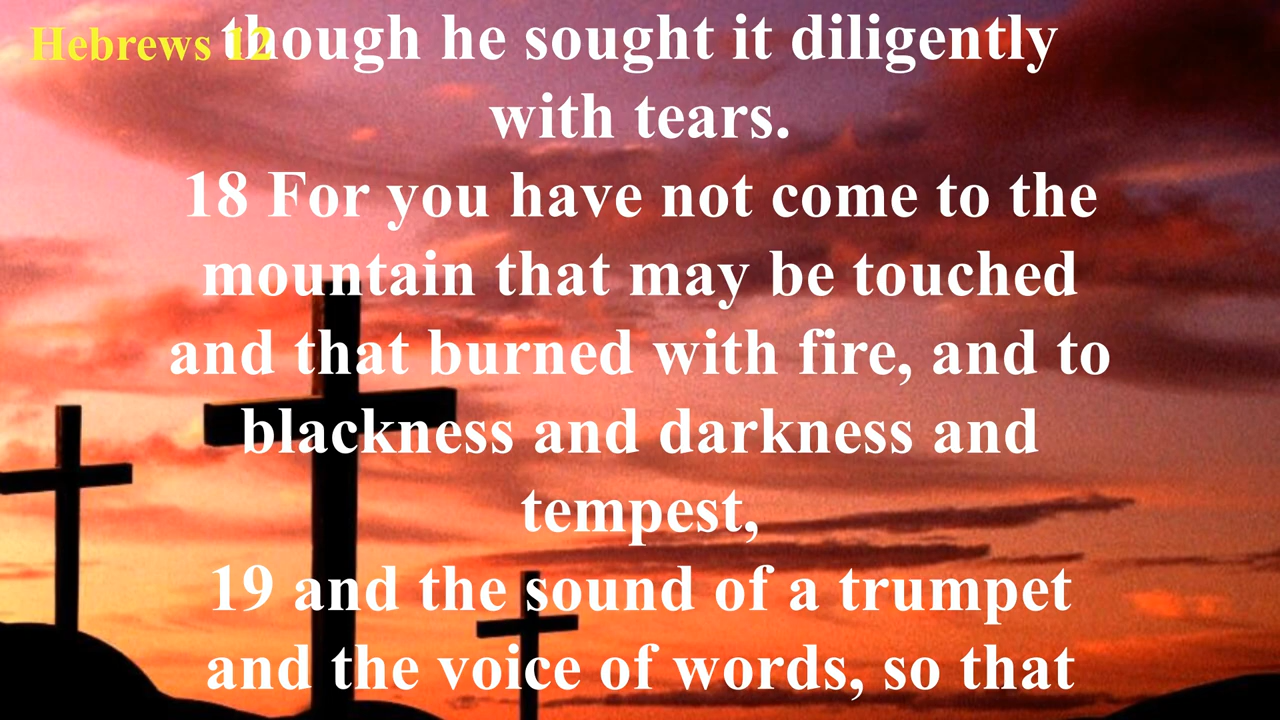 Hebrews 12
though he sought it diligently
with tears.
18 For you have not come to the
mountain that may be touched
and that burned with fire, and to
blackness and darkness and
tempest,
19 and the sound of a trumpet
and the voice of words, so that